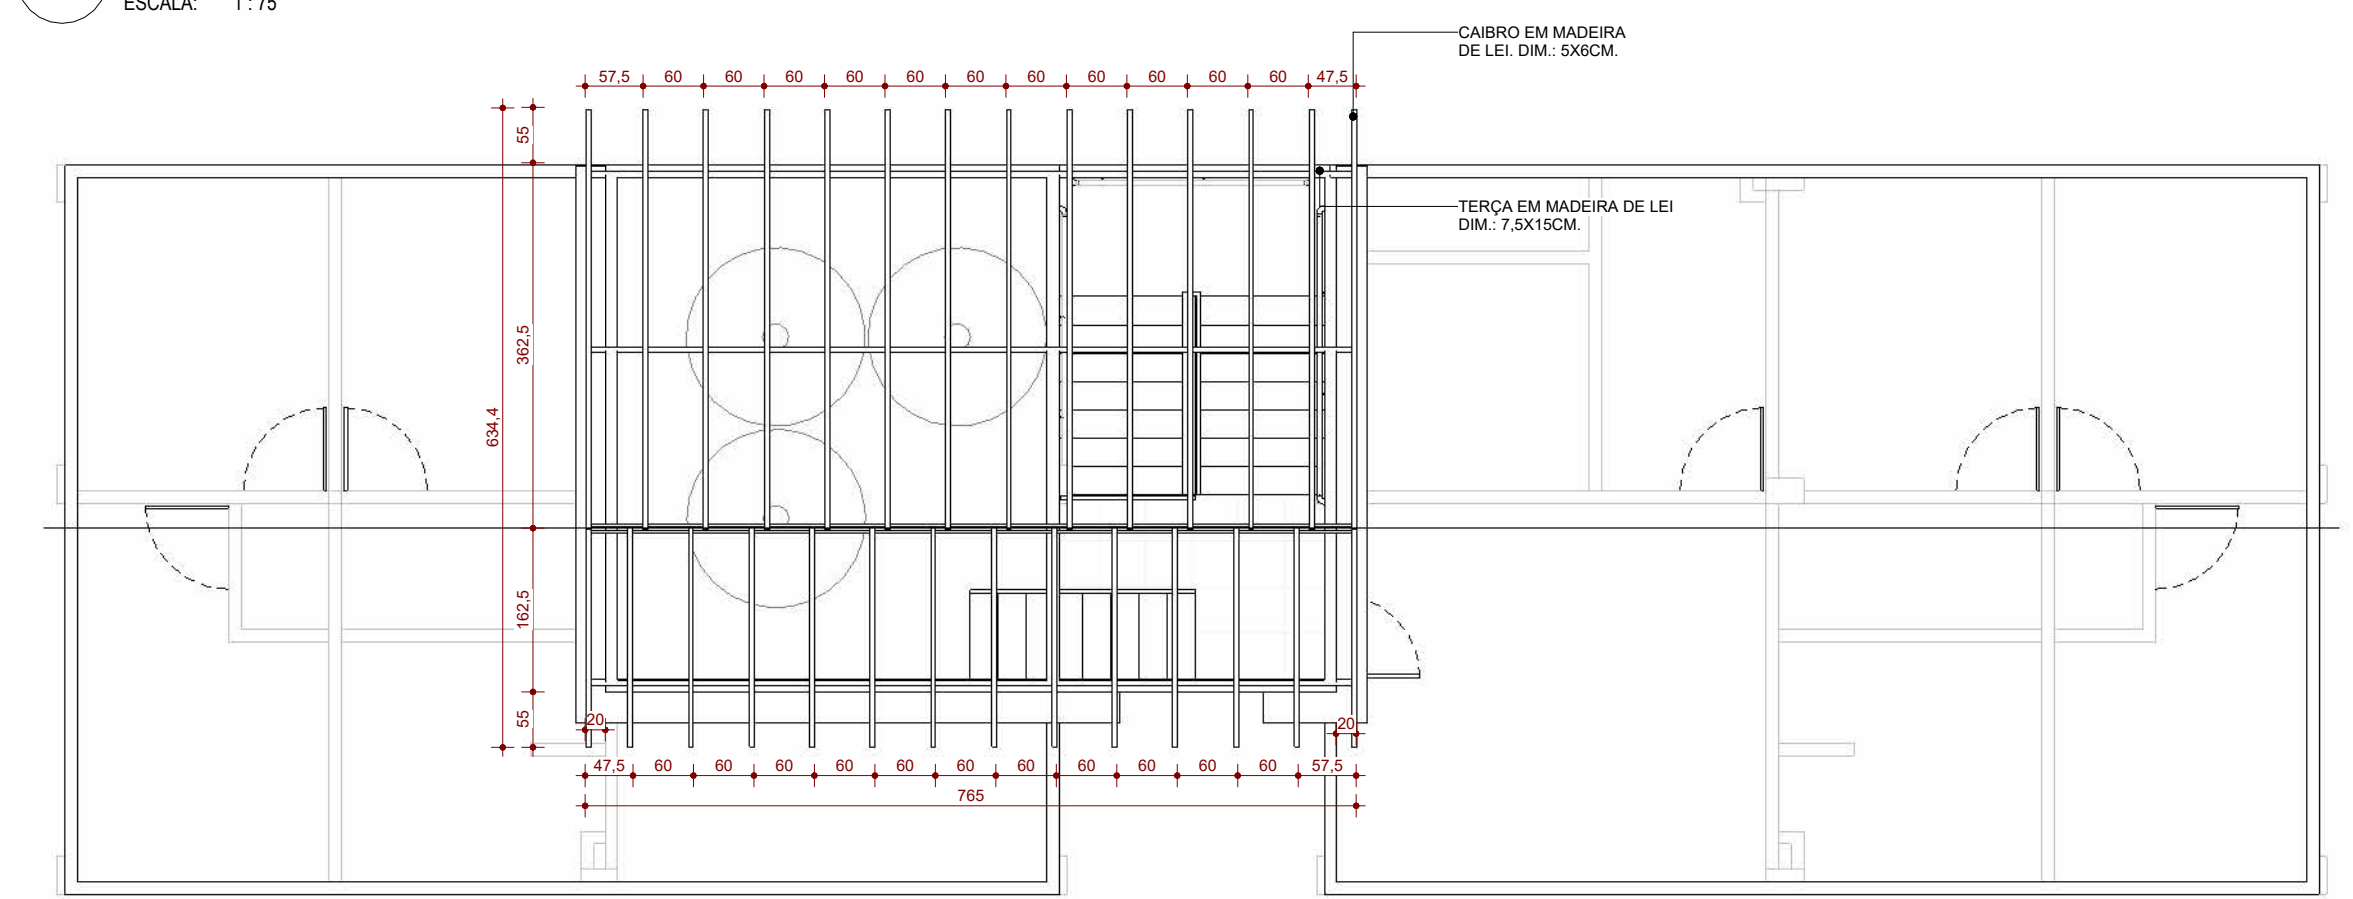 ESCALA: 1 : 75
CAIBRO EM MADEIRA
DE LEI. DIM.: 5X6CM.
57,5 60 60 60 60 60 60 60 60 60 60 60 47,5
55
TERÇA EM MADEIRA DE LEI
DIM.: 7,5X15CM.
362,5
634,4
162,5
55
20 20
47,5 60 60 60 60 60 60 60 60 60 60 60 57,5
765